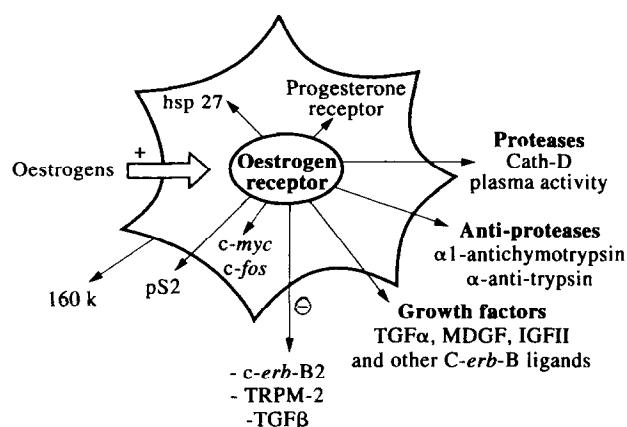 hsp 27
Progesterone
receptor
+
Oestrogens
Oestrogen
receptor
Proteases
Cath-D
plasma activity
Anti-proteases
α1-antichymotrypsin
α-anti-trypsin
c-myc
c-fos
pS2
160 k
⊖
Growth factors
TGFα, MDGF, IGFII
and other C-erb-B ligands
- c-erb-B2
- TRPM-2
-TGFβ